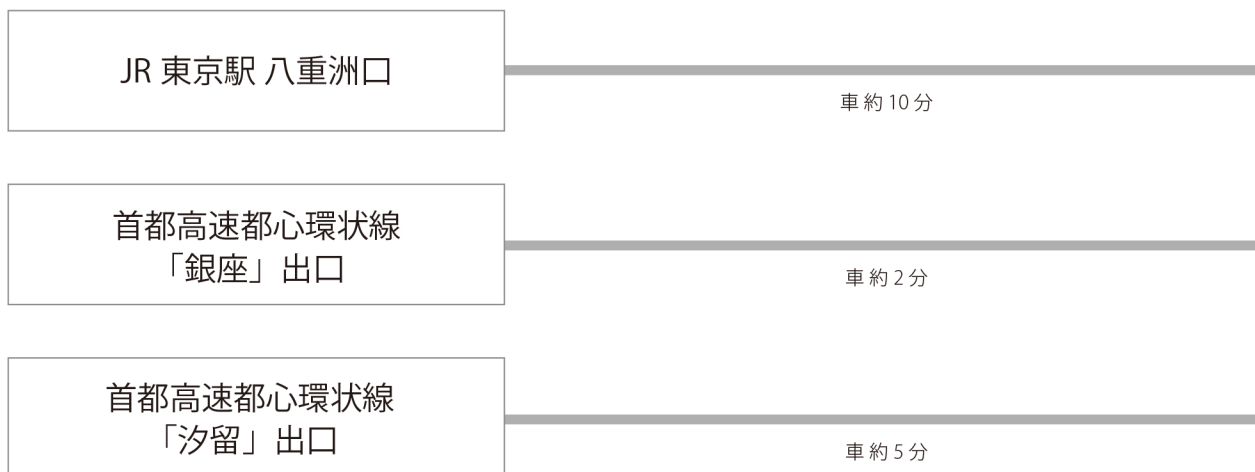 JR 東京駅 八重洲口
車約10分
首都高速都心環状線
「銀座」出口
車約2分
首都高速都心環状線
「汐留」出口
車約5分